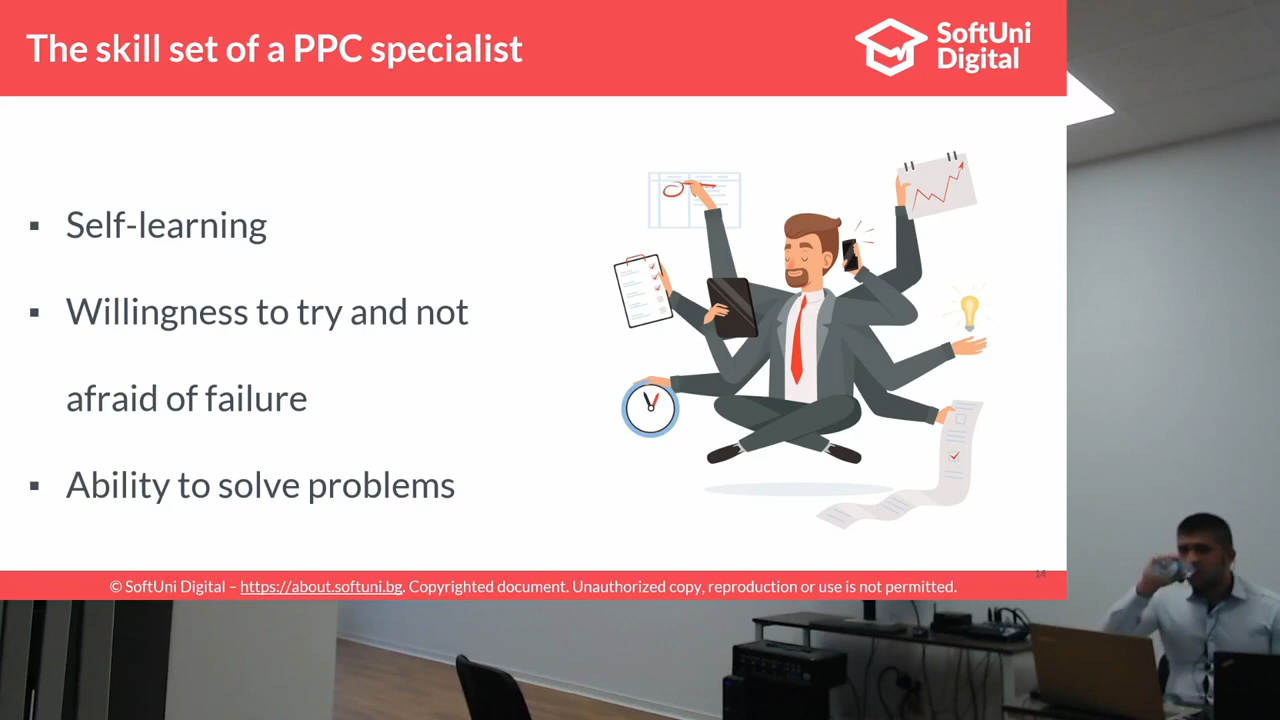 The skill set of a PPC specialist
SoftUni
Digital
▪ Self-learning
▪ Willingness to try and not
afraid of failure
▪ Ability to solve problems
14
© SoftUni Digital – https://about.softuni.bg. Copyrighted document. Unauthorized copy, reproduction or use is not permitted.